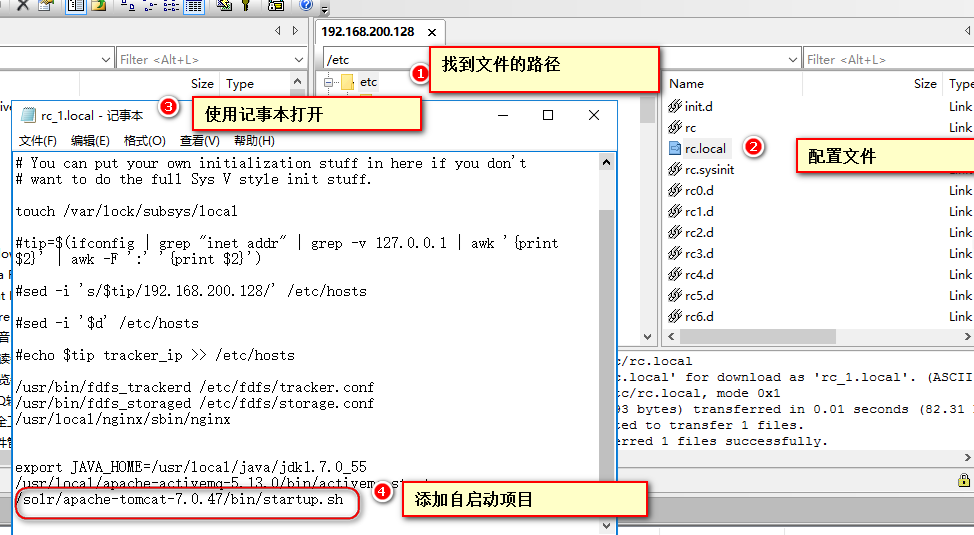 192.168.200.128
Filter <Alt+L>
/etc
Filter <Alt+L>
① 找到文件的路径
Size Type
etc
Name Size Type
③ 使用记事本打开
init.d Link
rc Link
rc.local
② 配置文件
rc.sysinit Link
rc0.d Link
rc1.d Link
rc2.d Link
rc3.d Link
rc4.d Link
rc5.d Link
rc6.d Link
rc_1.local - 记事本
文件(F) 编辑(E) 格式(O) 查看(V) 帮助(H)
# You can put your own initialization stuff in here if you don't
# want to do the full Sys V style init stuff.
touch /var/lock/subsys/local
#tip=$(ifconfig | grep "inet addr" | grep -v 127.0.0.1 | awk '{print
$2}' | awk -F ':' '{print $2}')
#sed -i 's/$tip/192.168.200.128/' /etc/hosts
#sed -i '$d' /etc/hosts
#echo $tip tracker_ip >> /etc/hosts
/usr/bin/fdfs_trackerd /etc/fdfs/tracker.conf
/usr/bin/fdfs_storaged /etc/fdfs/storage.conf
/usr/local/nginx/sbin/nginx
export JAVA_HOME=/usr/local/java/jdk1.7.0_55
/usr/local/apache-activemq-5.13.0/bin/activem
/solr/apache-tomcat-7.0.47/bin/startup.sh
④ 添加自启动项目
c/rc.local
c.local' for download as 'rc_1.local'. (ASCII
tc/rc.local, mode 0x1
93 bytes) transferred in 0.01 seconds (82.31
ted to transfer 1 files.
erred 1 files successfully.